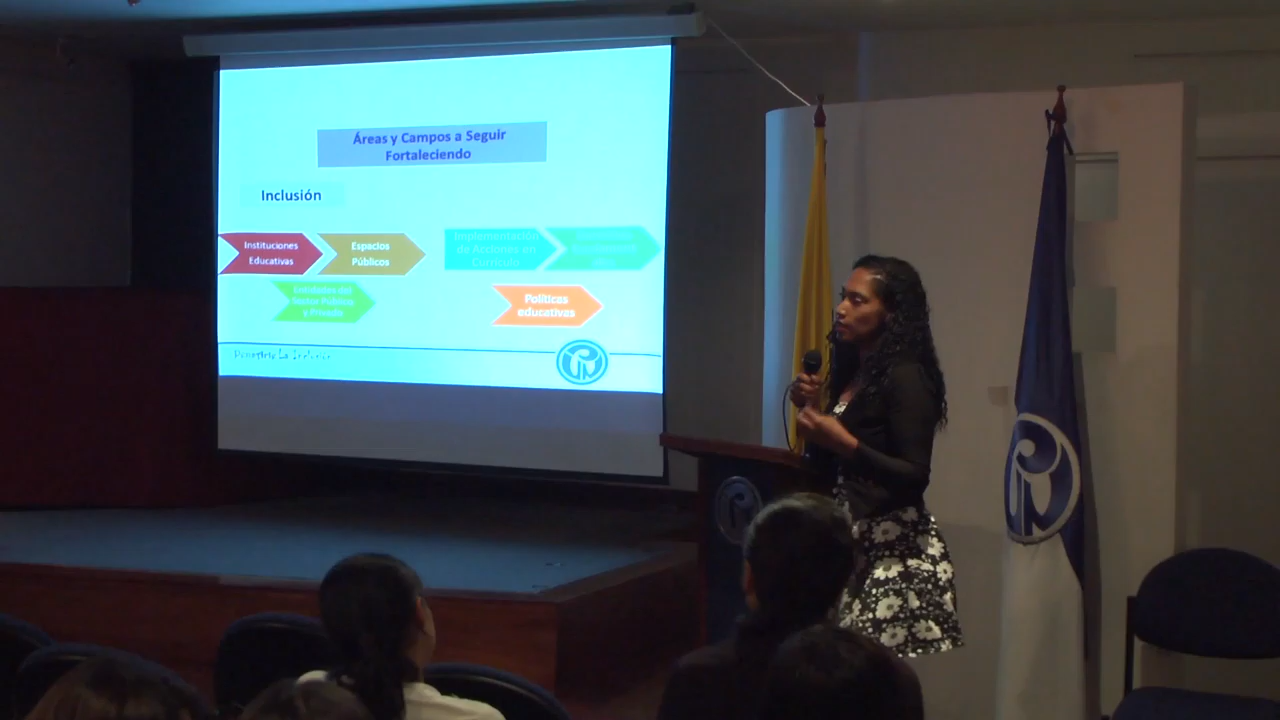 Áreas y Campos a Seguir
Fortaleciendo
Inclusión
Instituciones
Educativas
Espacios
Públicos
Implementación
de Acciones en
Currículo
Entidades del
Sector Público
y Privado
Políticas
educativas